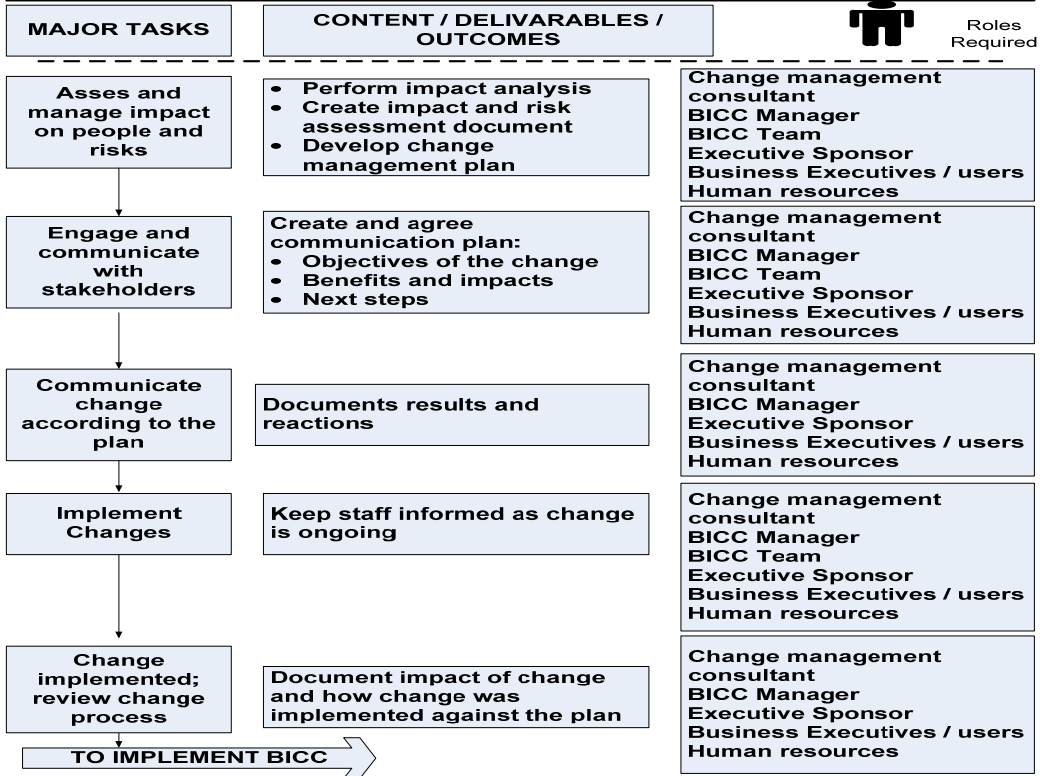 MAJOR TASKS
CONTENT / DELIVARABLES /
OUTCOMES
Roles
Required
Asses and
manage impact
on people and
risks
• Perform impact analysis
• Create impact and risk
assessment document
• Develop change
management plan
Change management
consultant
BICC Manager
BICC Team
Executive Sponsor
Business Executives / users
Human resources
Engage and
communicate
with
stakeholders
Create and agree
communication plan:
• Objectives of the change
• Benefits and impacts
• Next steps
Change management
consultant
BICC Manager
BICC Team
Executive Sponsor
Business Executives / users
Human resources
Communicate
change
according to the
plan
Documents results and
reactions
Change management
consultant
BICC Manager
Executive Sponsor
Business Executives / users
Human resources
Implement
Changes
Keep staff informed as change
is ongoing
Change management
consultant
BICC Manager
BICC Team
Executive Sponsor
Business Executives / users
Human resources
Change
implemented;
review change
process
Document impact of change
and how change was
implemented against the plan
Change management
consultant
BICC Manager
Executive Sponsor
Business Executives / users
Human resources
TO IMPLEMENT BICC